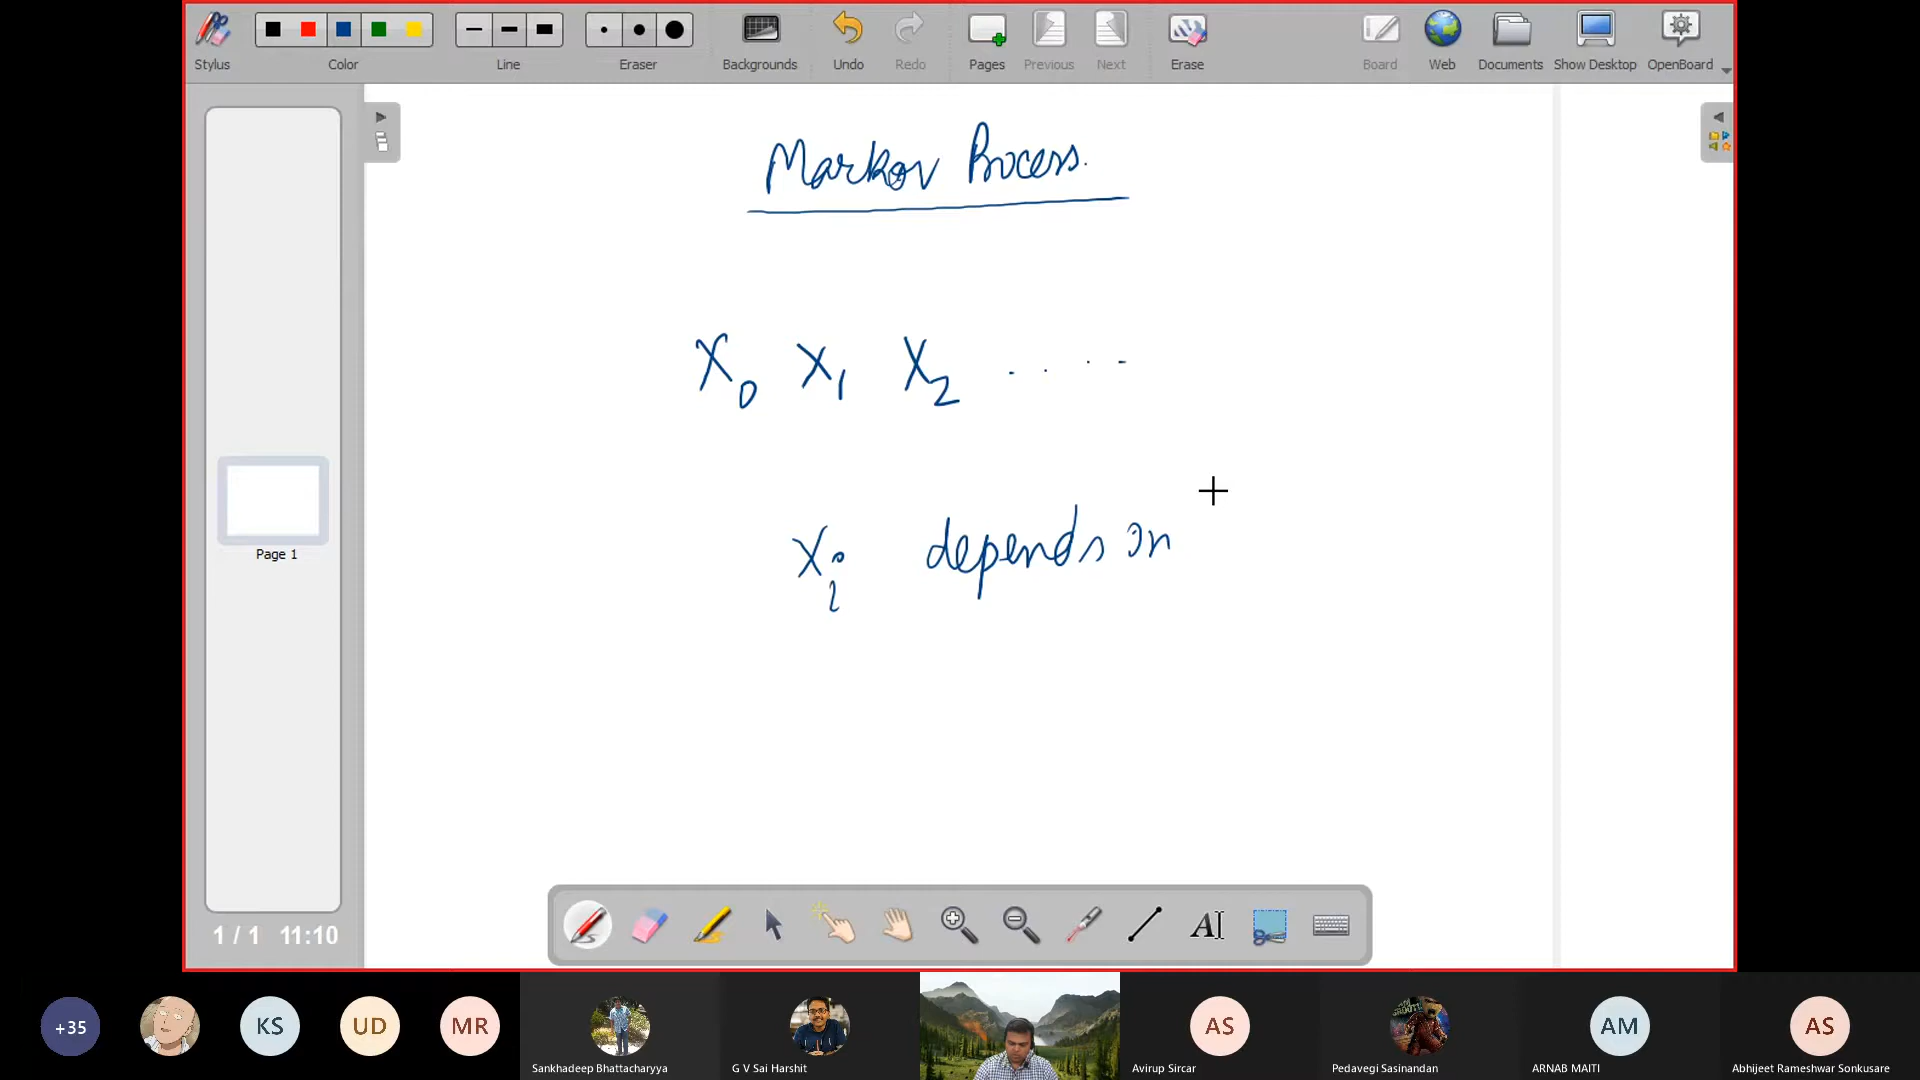 Stylus
Color
Line
Eraser
Backgrounds
Undo
Redo
Pages
Previous
Next
Erase
Board
Web
Documents
Show Desktop
OpenBoard
Markov Process.
X0 X1 X2 .....
Xi depends on
Page 1
1 / 1 11:10
AI
+35
KS
UD
MR
Sankhadeep Bhattacharyya
G V Sai Harshit
AS
Avirup Sircar
Pedavegi Sasinandan
AM
ARNAB MAITI
AS
Abhijeet Rameshwar Sonkusare